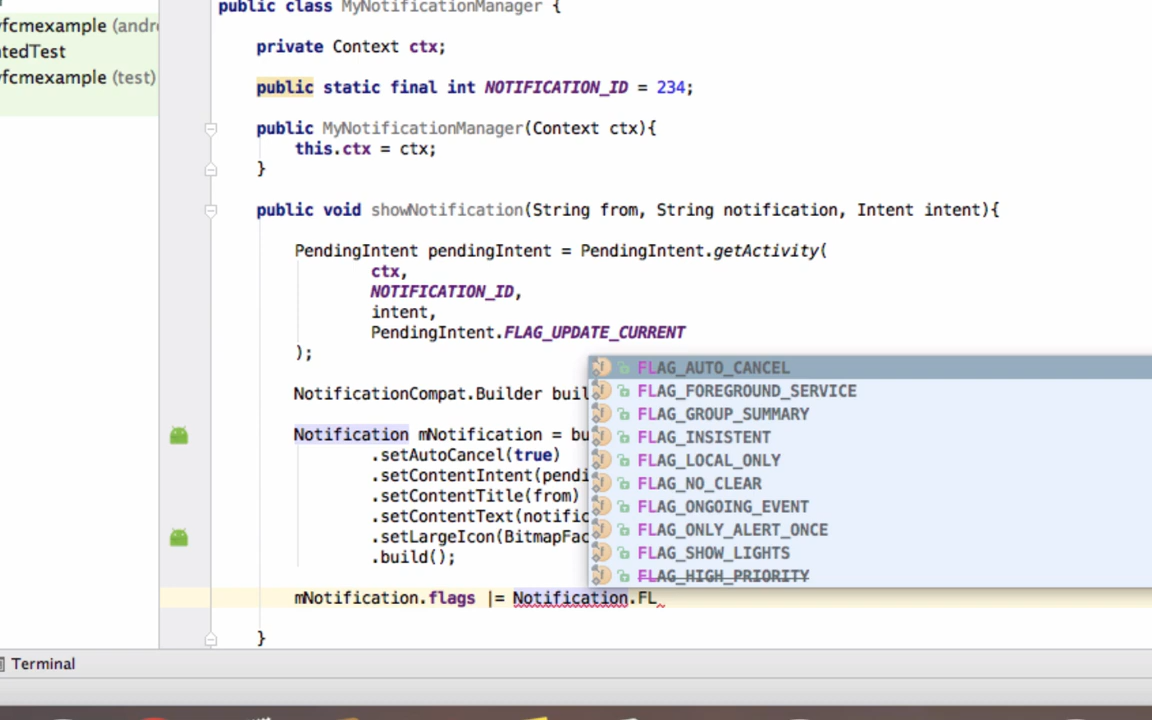 public class MyNotificationManager {
fcmexample (andro
tedTest
fcmexample (test)
private Context ctx;
public static final int NOTIFICATION_ID = 234;
public MyNotificationManager(Context ctx){
this.ctx = ctx;
}
public void showNotification(String from, String notification, Intent intent){
PendingIntent pendingIntent = PendingIntent.getActivity(
ctx,
NOTIFICATION_ID,
intent,
PendingIntent.FLAG_UPDATE_CURRENT
);
NotificationCompat.Builder buil
Notification mNotification = bu
.setAutoCancel(true)
.setContentIntent(pendi
.setContentTitle(from)
.setContentText(notific
.setLargeIcon(BitmapFac
.build();
FLAG_AUTO_CANCEL
FLAG_FOREGROUND_SERVICE
FLAG_GROUP_SUMMARY
FLAG_INSISTENT
FLAG_LOCAL_ONLY
FLAG_NO_CLEAR
FLAG_ONGOING_EVENT
FLAG_ONLY_ALERT_ONCE
FLAG_SHOW_LIGHTS
FLAG_HIGH_PRIORITY
mNotification.flags |= Notification.FL
}
Terminal